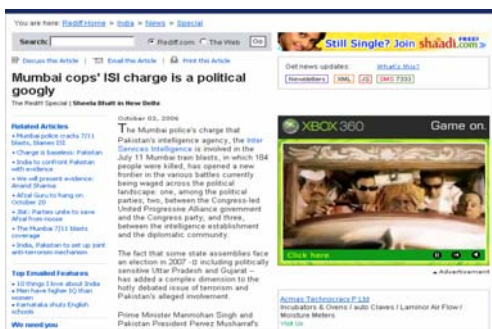 You are here: Rediff Home » India » News » Special
Search: Rediff.com The Web Go
Discuss this Article | Email this Article | Print this Article
Still Single? Join shaadi.com »
FREE!
Get news updates: What's this?
Newsletters XML JS SMS 7333
Mumbai cops' ISI charge is a political
googly
The Rediff Special | Sheela Bhatt in New Delhi
Related Articles
• Mumbai police cracks 7/11
blasts, blames ISI
• Charge is baseless: Pakistan
• India to confront Pakistan
with evidence
• We will present evidence:
Anand Sharma
• Afzal Guru to hang on
October 20
• J&K: Parties unite to save
Afzal from noose
• The Mumbai 7/11 blasts
coverage
• India, Pakistan to set up joint
anti-terrorism mechanism
Top Emailed Features
• 10 things I love about India
• Men have higher IQ than
women
• Karnataka shuts English
schools
We need you
October 03, 2006
The Mumbai police's charge that
Pakistan's intelligence agency, the Inter
Services Intelligence is involved in the
July 11 Mumbai train blasts, in which 184
people were killed, has opened a new
frontier in the various battles currently
being waged across the political
landscape: one, among the political
parties, two, between the Congress-led
United Progressive Alliance government
and the Congress party, and three,
between the intelligence establishment
and the diplomatic community.
The fact that some state assemblies face
an election in 2007 -- including politically
sensitive Uttar Pradesh and Gujarat --
has added a complex dimension to the
hotly debated issue of terrorism and
Pakistan's alleged involvement.
Prime Minister Manmohan Singh and
Pakistan President Pervez Musharraf's
XBOX 360 Game on.
Click here
Advertisement
Acmas Technocracy P Ltd
Incubators & Ovens / auto Claves / Laminor Air Flow /
Moisture Meters
Visit Us